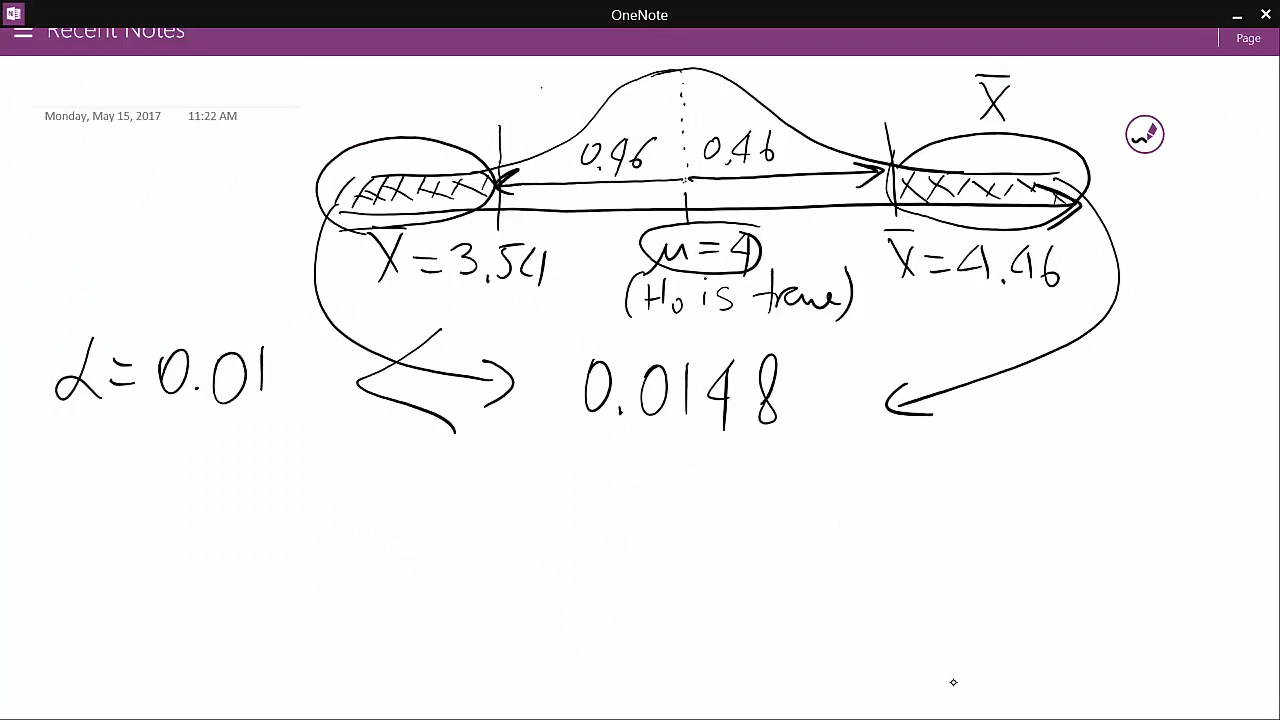 OneNote
Recent Notes
Page
Monday, May 15, 2017 11:22 AM
X̄
0.46 0.46
X̄ = 3.54 μ = 4 X̄ = 4.46
(H₀ is true)
α = 0.01 < 0.0148